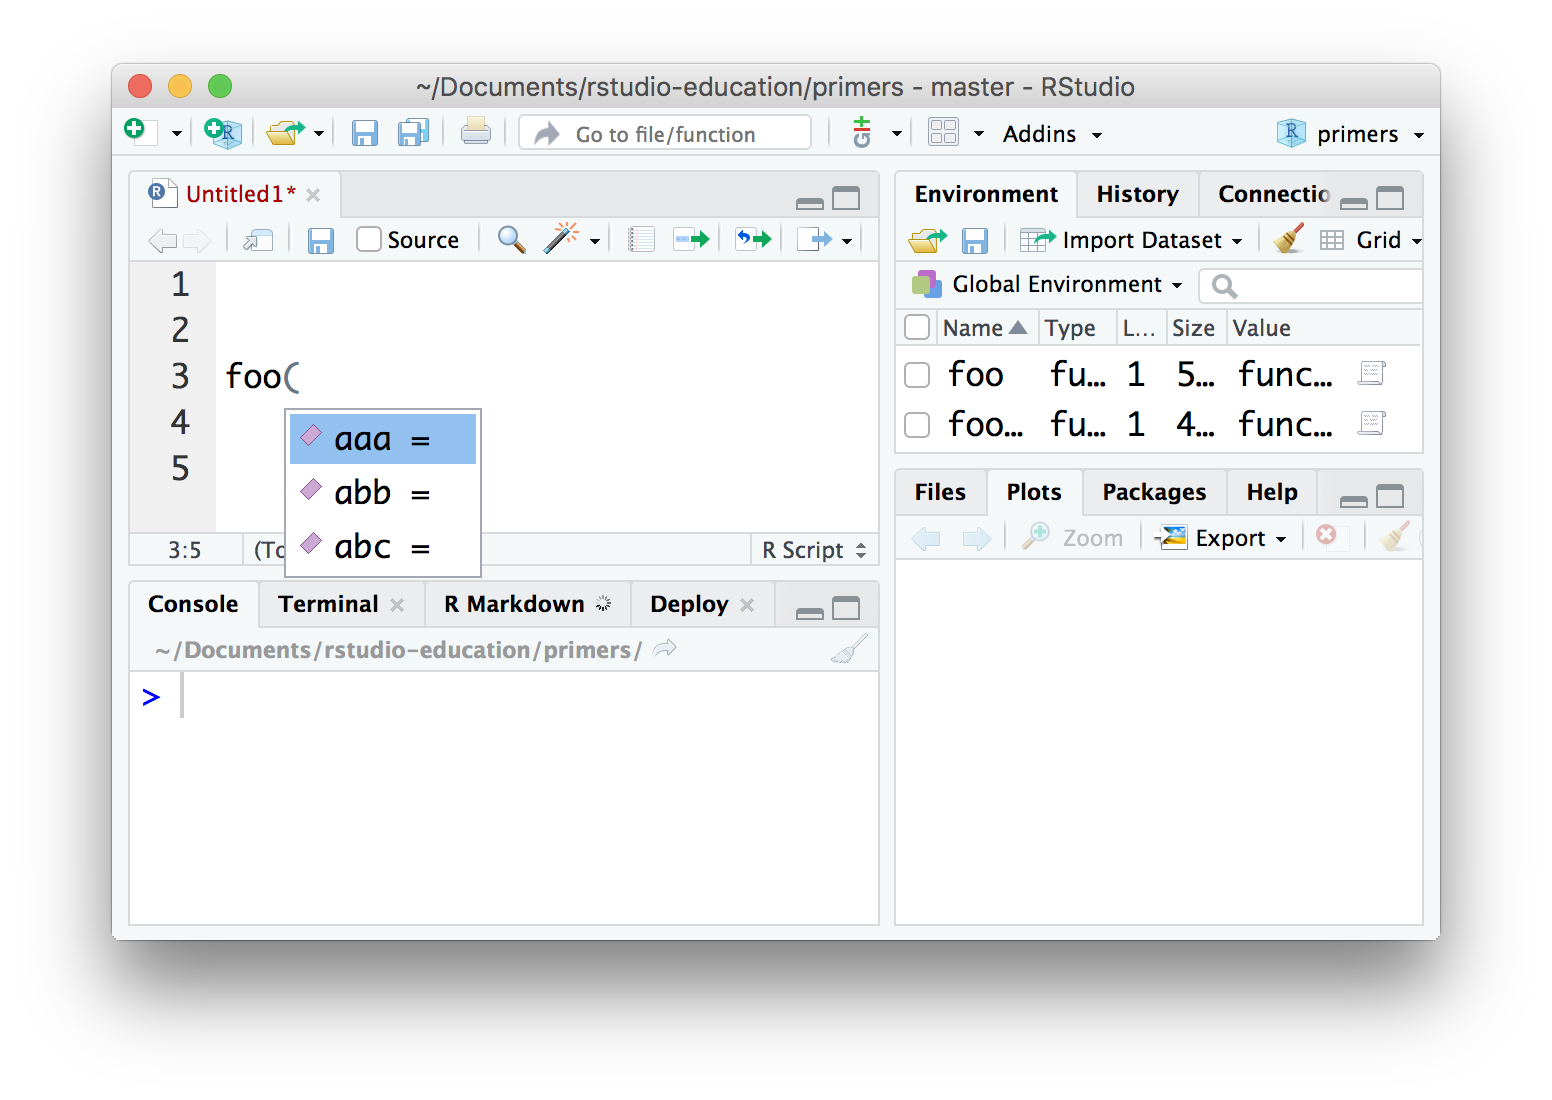 ~/Documents/rstudio-education/primers - master - RStudio
Go to file/function
Addins
primers
Untitled1*
Source
1
2
3 foo(
4
5
aaa =
abb =
abc =
3:5 (To R Script
Console Terminal R Markdown Deploy
~/Documents/rstudio-education/primers/
>
Environment History Connectio
Import Dataset Grid
Global Environment
Name Type L... Size Value
foo fu... 1 5... func...
foo... fu... 1 4... func...
Files Plots Packages Help
Zoom Export